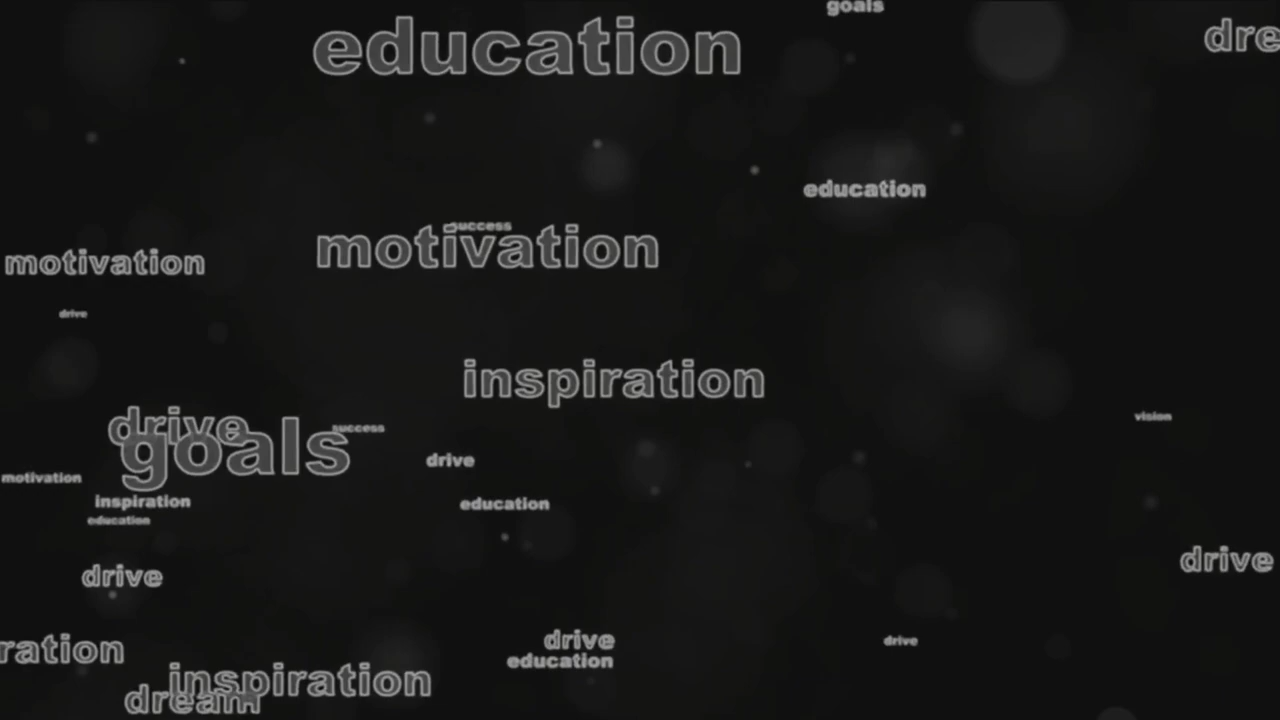 goals
education
dre
education
success
motivation
motivation
drive
inspiration
vision
drive
success
goals
drive
motivation
inspiration
education
education
drive
drive
drive
drive
education
ration
inspiration
dream